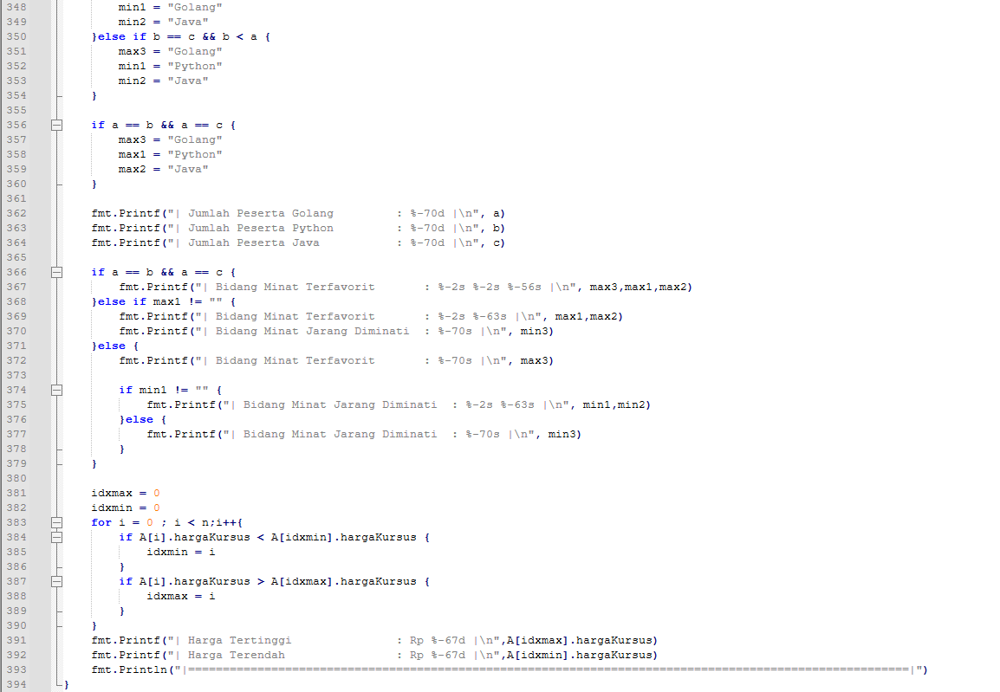 348 min1 = "Golang"
349 min2 = "Java"
350 }else if b == c && b < a {
351 max3 = "Golang"
352 min1 = "Python"
353 min2 = "Java"
354 }
355
356 if a == b && a == c {
357 max3 = "Golang"
358 max1 = "Python"
359 max2 = "Java"
360 }
361
362 fmt.Printf("| Jumlah Peserta Golang         : %-70d |\n", a)
363 fmt.Printf("| Jumlah Peserta Python         : %-70d |\n", b)
364 fmt.Printf("| Jumlah Peserta Java           : %-70d |\n", c)
365
366 if a == b && a == c {
367 fmt.Printf("| Bidang Minat Terfavorit       : %-2s %-2s %-56s |\n", max3,max1,max2)
368 }else if max1 != "" {
369 fmt.Printf("| Bidang Minat Terfavorit       : %-2s %-63s |\n", max1,max2)
370 fmt.Printf("| Bidang Minat Jarang Diminati  : %-70s |\n", min3)
371 }else {
372 fmt.Printf("| Bidang Minat Terfavorit       : %-70s |\n", max3)
373
374 if min1 != "" {
375 fmt.Printf("| Bidang Minat Jarang Diminati  : %-2s %-63s |\n", min1,min2)
376 }else {
377 fmt.Printf("| Bidang Minat Jarang Diminati  : %-70s |\n", min3)
378 }
379 }
380
381 idxmax = 0
382 idxmin = 0
383 for i = 0 ; i < n;i++{
384 if A[i].hargaKursus < A[idxmin].hargaKursus {
385 idxmin = i
386 }
387 if A[i].hargaKursus > A[idxmax].hargaKursus {
388 idxmax = i
389 }
390 }
391 fmt.Printf("| Harga Tertinggi               : Rp %-67d |\n",A[idxmax].hargaKursus)
392 fmt.Printf("| Harga Terendah                : Rp %-67d |\n",A[idxmin].hargaKursus)
393 fmt.Println("|========================================================================================================|")
394 }